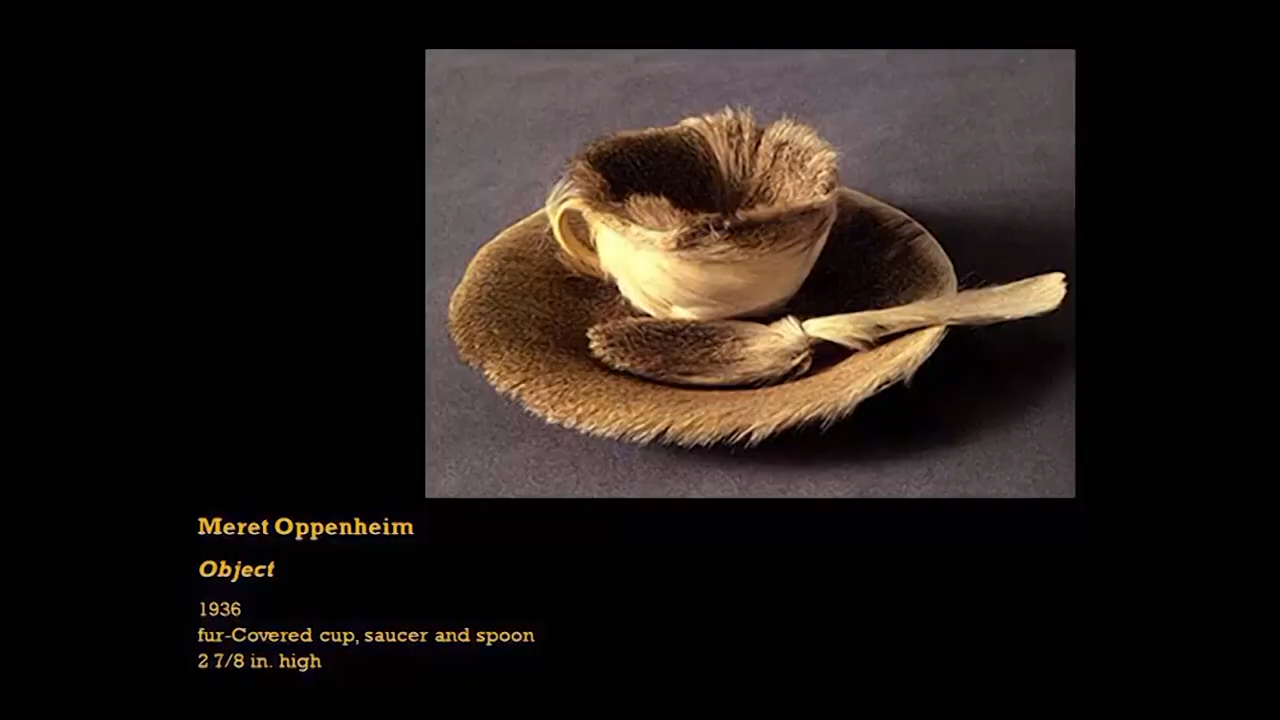 Meret Oppenheim
Object
1936
fur-Covered cup, saucer and spoon
2 7/8 in. high